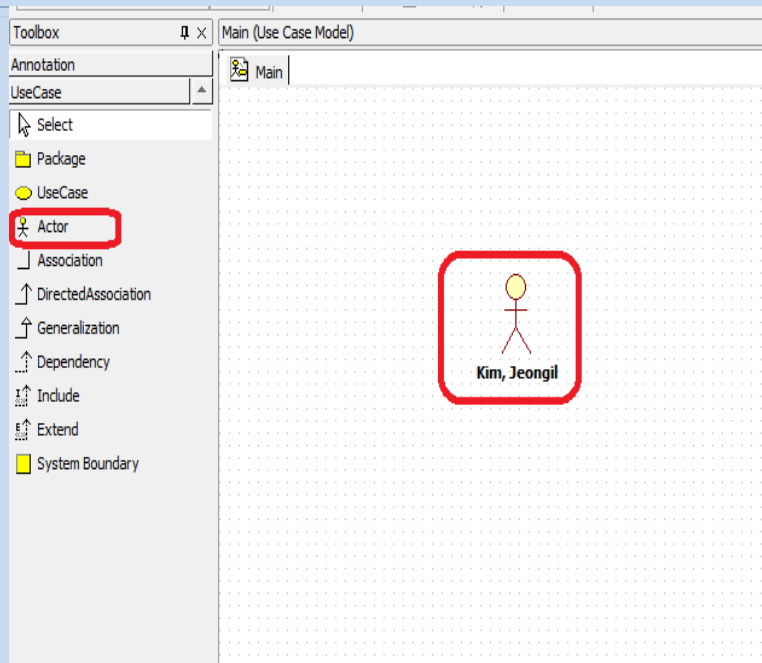 Toolbox
Main (Use Case Model)
Annotation
Main
UseCase
Select
Package
UseCase
Actor
Association
DirectedAssociation
Generalization
Dependency
Include
Extend
System Boundary
Kim, Jeongil